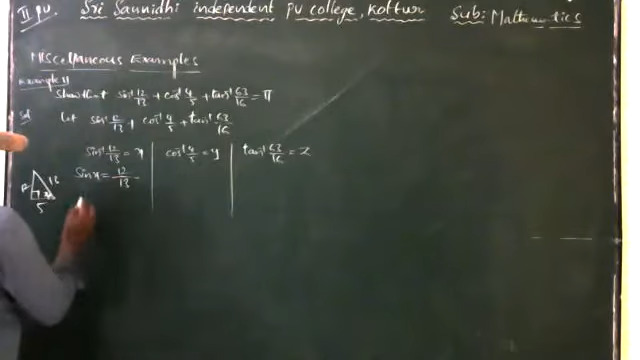 II PU. Sri Sannidhi independent PU college, Kottur Sub: Mathematics
Miscellaneous Examples
Example 11
Show that sin⁻¹ 12/13 + cos⁻¹ 4/5 + tan⁻¹ 63/16 = π
Sol Let sin⁻¹ 12/13 + cos⁻¹ 4/5 + tan⁻¹ 63/16
sin⁻¹ 12/13 = x cos⁻¹ 4/5 = y tan⁻¹ 63/16 = z
sin x = 12/13
12 13
5